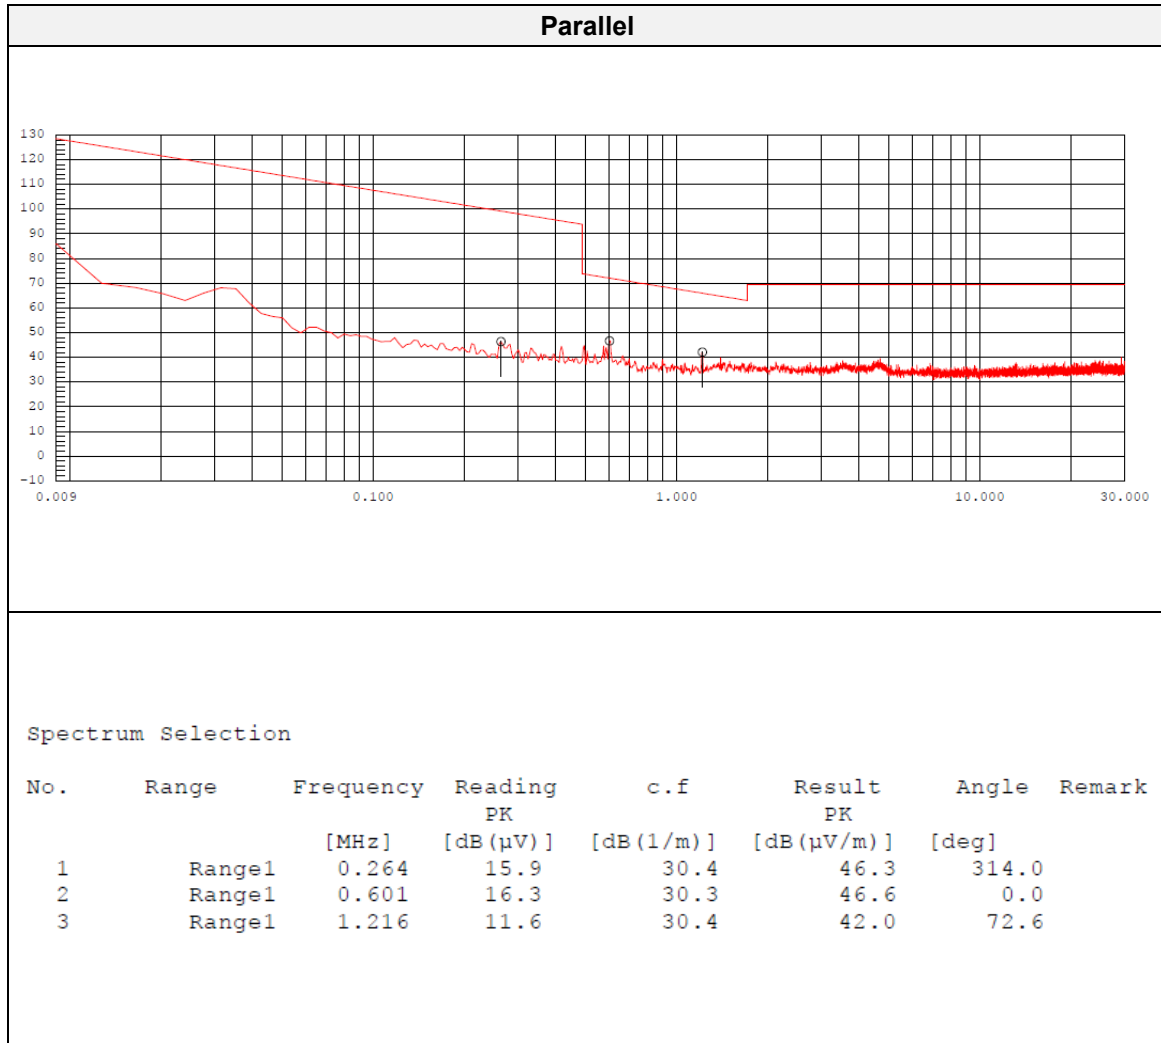 Parallel
130
120
110
100
90
80
70
60
50
40
30
20
10
0
-10
0.009 0.100 1.000 10.000 30.000
Spectrum Selection
No. Range Frequency Reading c.f Result Angle Remark
PK PK
[MHz] [dB(µV)] [dB(1/m)] [dB(µV/m)] [deg]
1 Range1 0.264 15.9 30.4 46.3 314.0
2 Range1 0.601 16.3 30.3 46.6 0.0
3 Range1 1.216 11.6 30.4 42.0 72.6